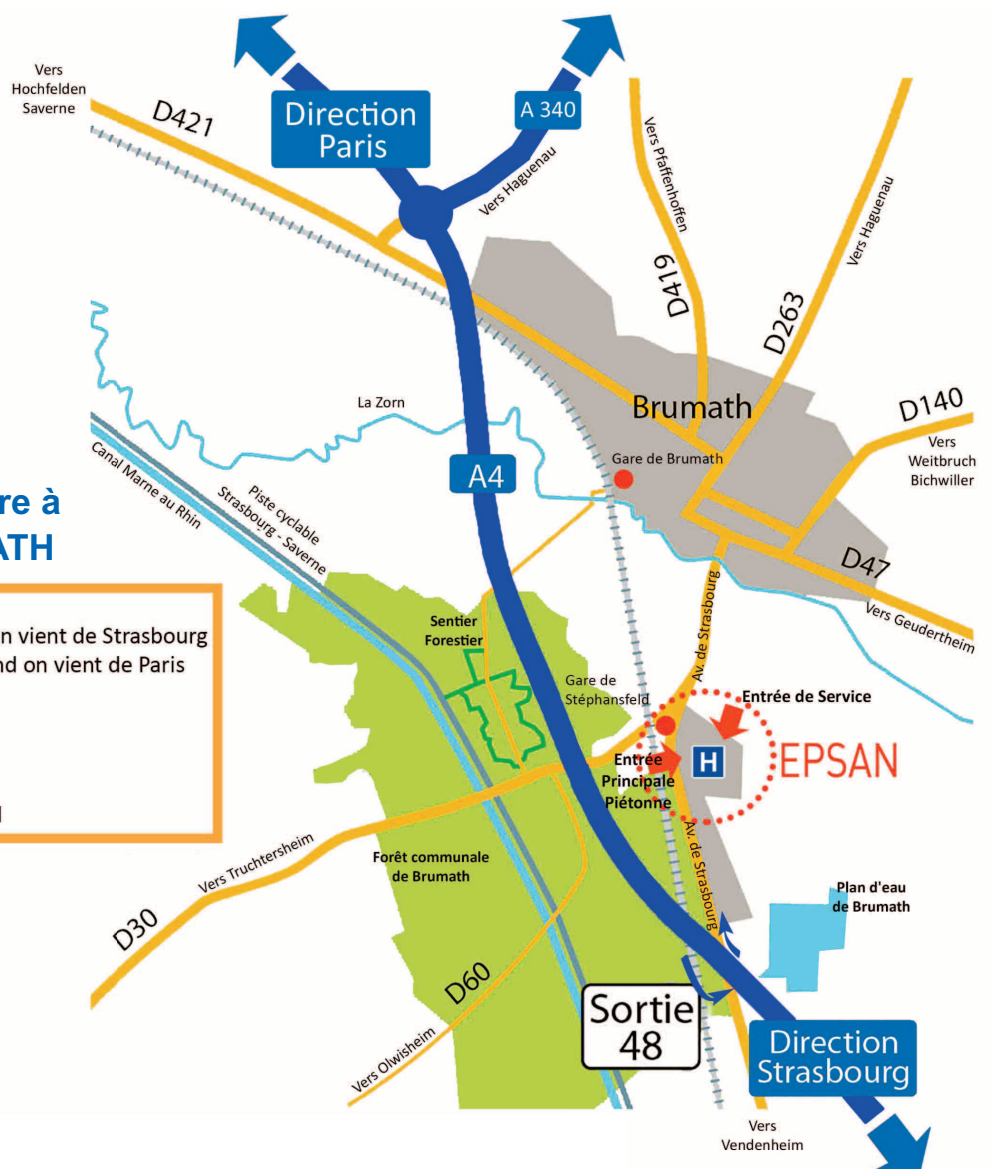 Vers
Hochfelden
Saverne
D421
Direction
Paris
A 340
Vers Haguenau
Vers Pfaffenhoffen
D419
Vers Haguenau
D263
Brumath
D140
Vers
Weitbruch
Bichwiller
La Zorn
Gare de Brumath
A4
Canal Marne au Rhin
Piste cyclable
Strasbourg - Saverne
re à
ATH
n vient de Strasbourg
nd on vient de Paris
D47
Vers Geudertheim
Av. de Strasbourg
Sentier
Forestier
Gare de
Stéphansfeld
Entrée de Service
H
EPSAN
Entrée
Principale
Piétonne
Av. de Strasbourg
Vers Truchtersheim
D30
Forêt communale
de Brumath
Plan d'eau
de Brumath
D60
Vers Olwisheim
Sortie
48
Direction
Strasbourg
Vers
Vendenheim